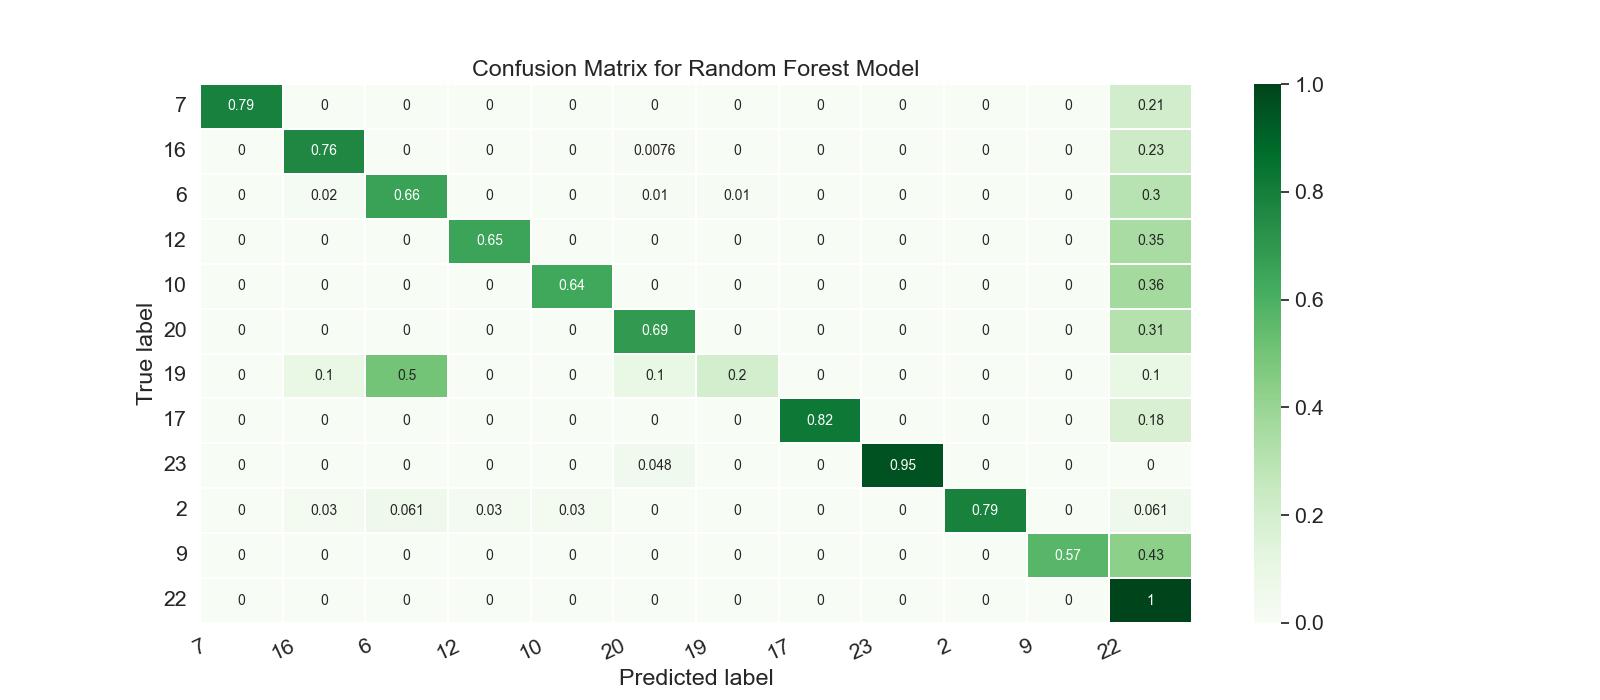 Confusion Matrix for Random Forest Model
7 0.79 0 0 0 0 0 0 0 0 0 0 0.21
16 0 0.76 0 0 0 0.0076 0 0 0 0 0 0.23
6 0 0.02 0.66 0 0 0.01 0.01 0 0 0 0 0.3
12 0 0 0 0.65 0 0 0 0 0 0 0 0.35
10 0 0 0 0 0.64 0 0 0 0 0 0 0.36
20 0 0 0 0 0 0.69 0 0 0 0 0 0.31
19 0 0.1 0.5 0 0 0.1 0.2 0 0 0 0 0.1
17 0 0 0 0 0 0 0 0.82 0 0 0 0.18
23 0 0 0 0 0 0.048 0 0 0.95 0 0 0
2 0 0.03 0.061 0.03 0.03 0 0 0 0 0.79 0 0.061
9 0 0 0 0 0 0 0 0 0 0 0.57 0.43
22 0 0 0 0 0 0 0 0 0 0 0 1
7 16 6 12 10 20 19 17 23 2 9 22
Predicted label
True label
1.0
0.8
0.6
0.4
0.2
0.0